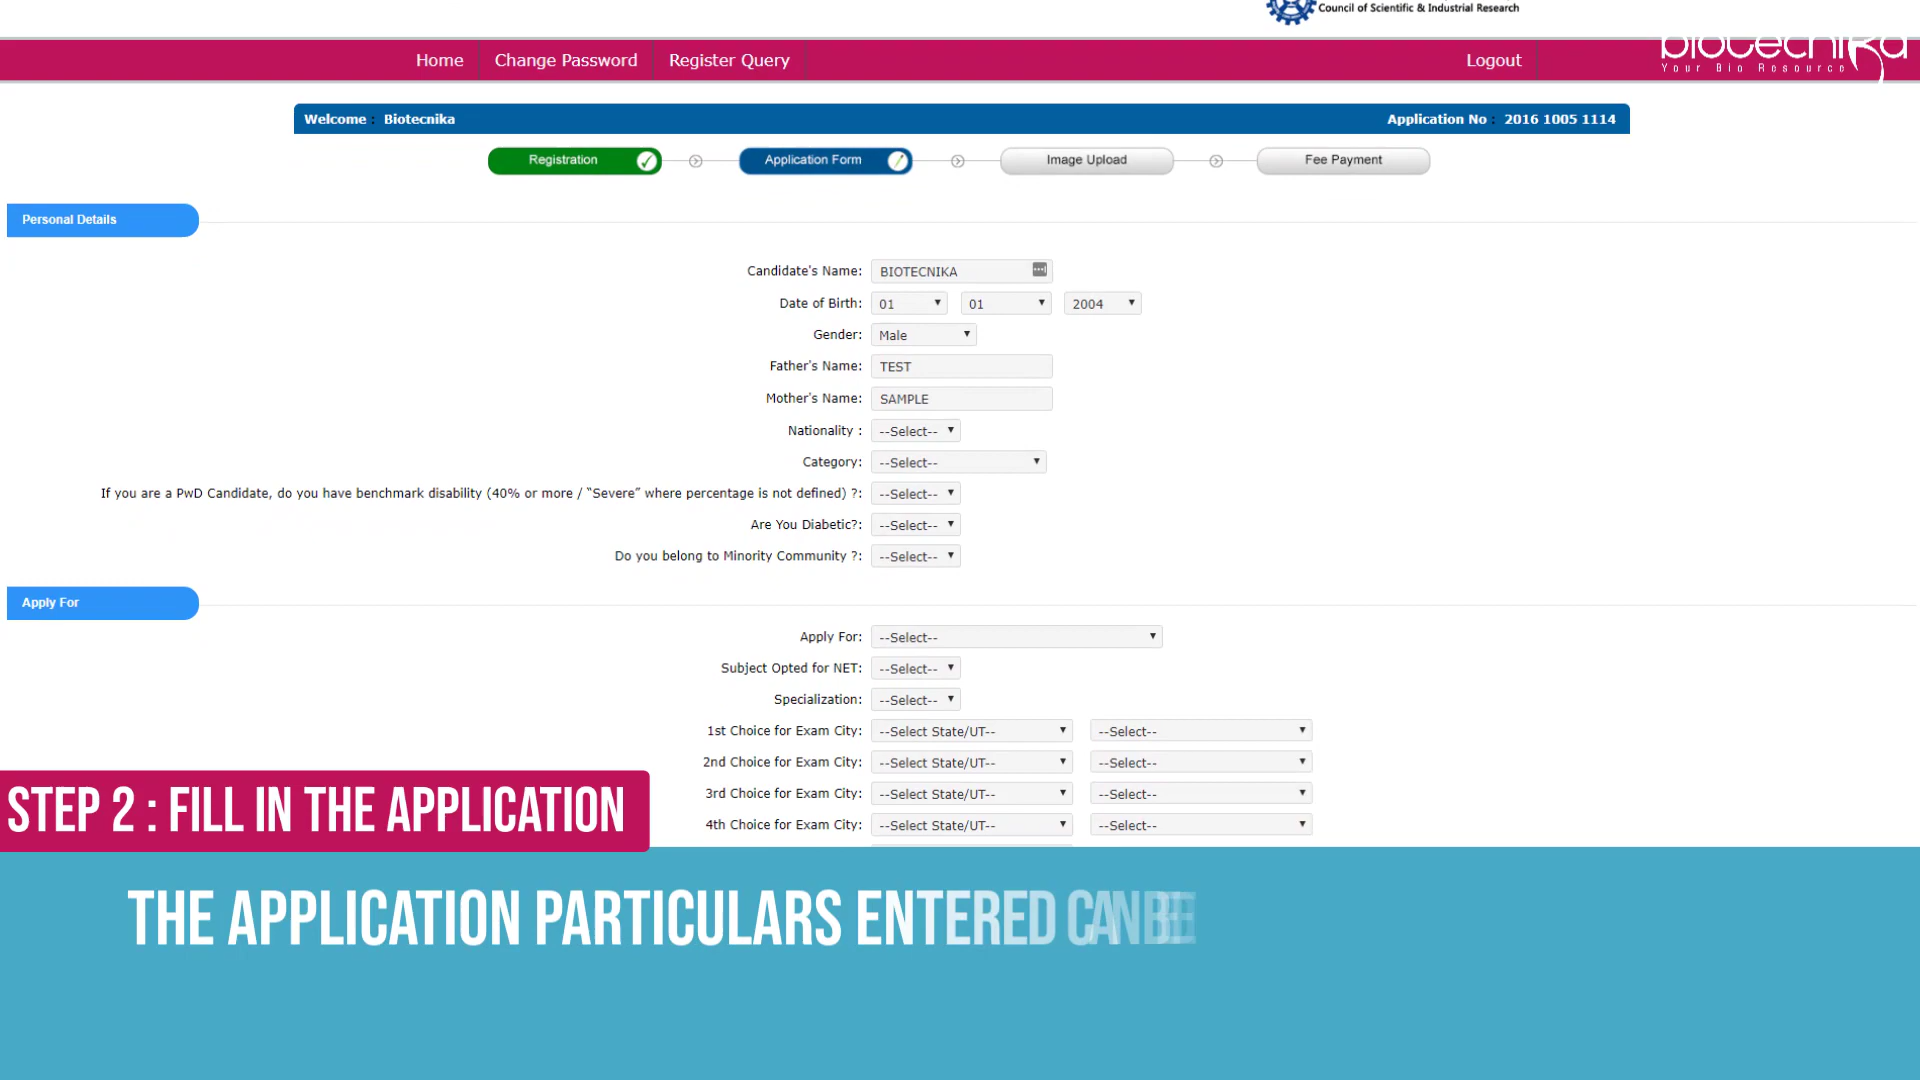 Council of Scientific & Industrial Research
Home Change Password Register Query Logout
biotecnika
Your Bio Resource
Welcome : Biotecnika Application No : 2016 1005 1114
Registration Application Form Image Upload Fee Payment
Personal Details
Candidate's Name: BIOTECNIKA
Date of Birth: 01 01 2004
Gender: Male
Father's Name: TEST
Mother's Name: SAMPLE
Nationality : --Select--
Category: --Select--
If you are a PwD Candidate, do you have benchmark disability (40% or more / “Severe” where percentage is not defined) ?: --Select--
Are You Diabetic?: --Select--
Do you belong to Minority Community ?: --Select--
Apply For
Apply For: --Select--
Subject Opted for NET: --Select--
Specialization: --Select--
1st Choice for Exam City: --Select State/UT-- --Select--
2nd Choice for Exam City: --Select State/UT-- --Select--
3rd Choice for Exam City: --Select State/UT-- --Select--
4th Choice for Exam City: --Select State/UT-- --Select--
STEP 2 : FILL IN THE APPLICATION
THE APPLICATION PARTICULARS ENTERED CAN BE